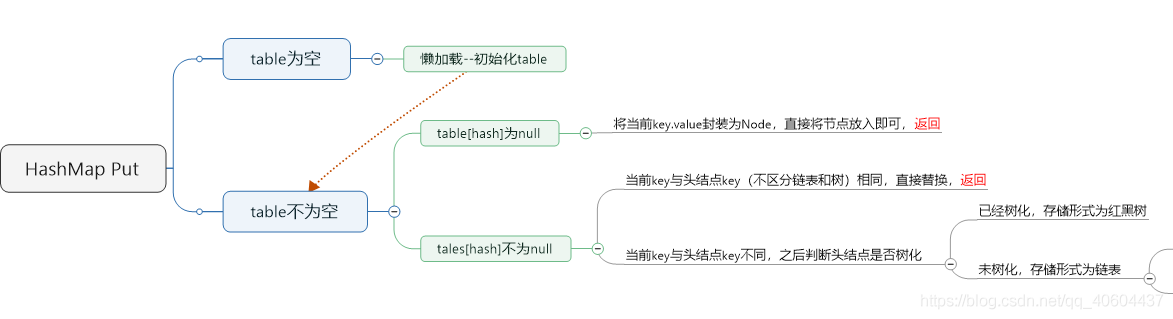 HashMap Put
table为空
懒加载--初始化table
table不为空
table[hash]为null
将当前key.value封装为Node，直接将节点放入即可，返回
tales[hash]不为null
当前key与头结点key（不区分链表和树）相同，直接替换，返回
当前key与头结点key不同，之后判断头结点是否树化
已经树化，存储形式为红黑树
未树化，存储形式为链表
https://blog.csdn.net/qq_40604437